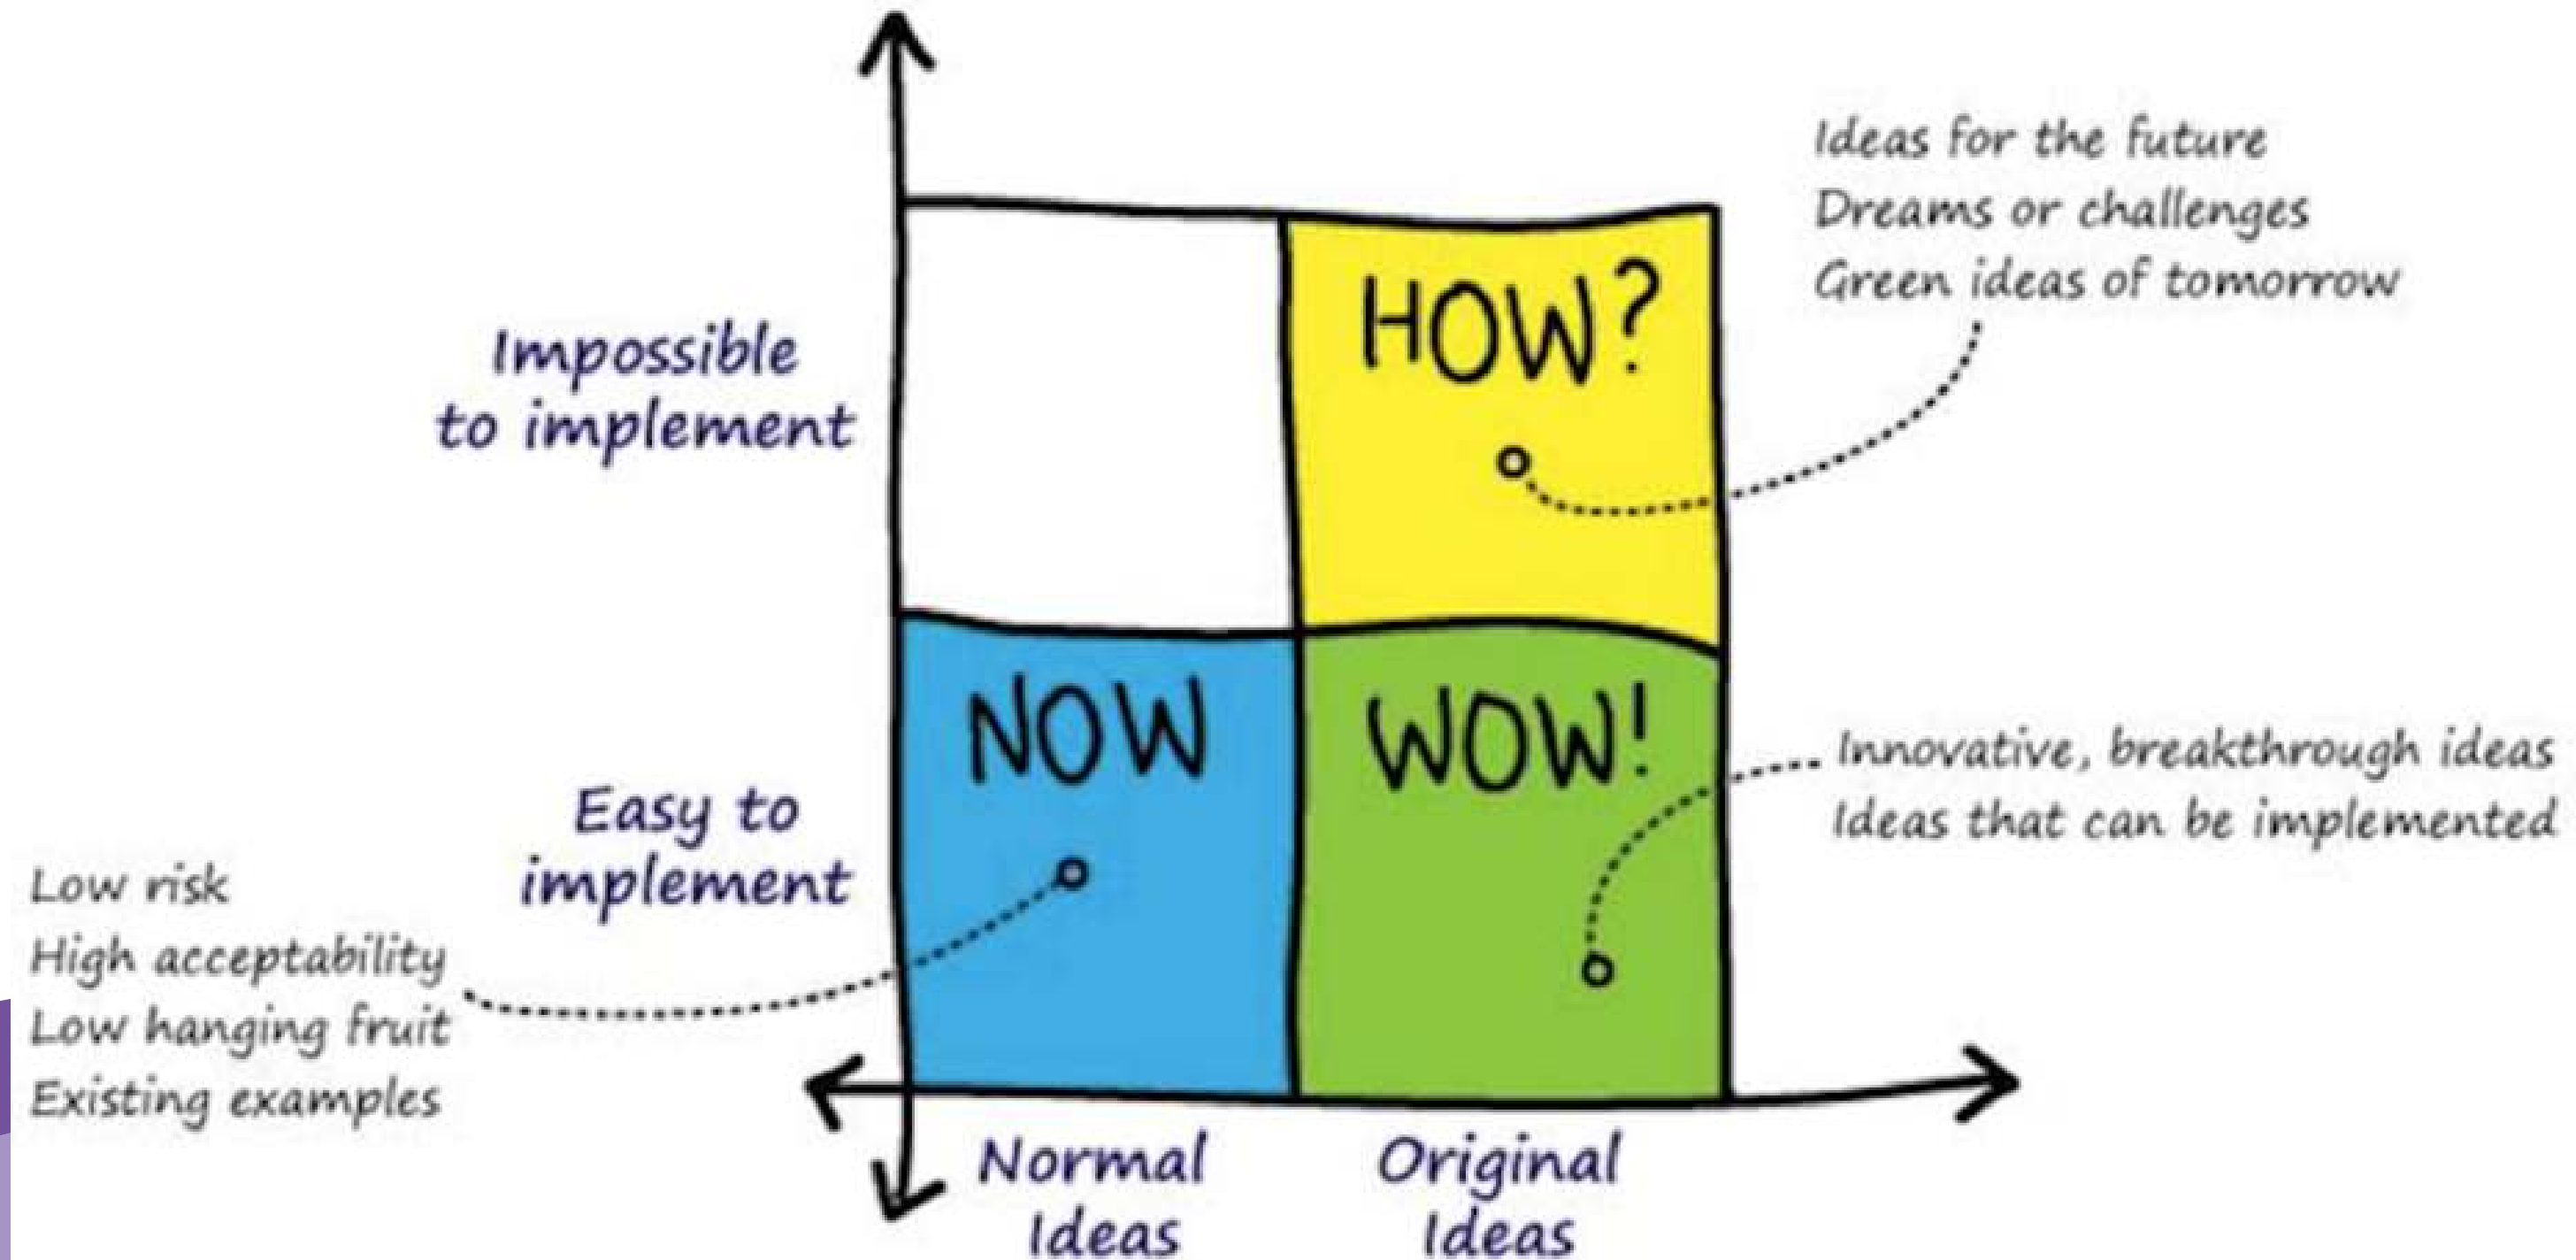 Ideas for the future
Dreams or challenges
Green ideas of tomorrow
HOW?
Impossible
to implement
NOW
WOW!
Innovative, breakthrough ideas
Ideas that can be implemented
Easy to
implement
Low risk
High acceptability
Low hanging fruit
Existing examples
Normal
Ideas
Original
Ideas